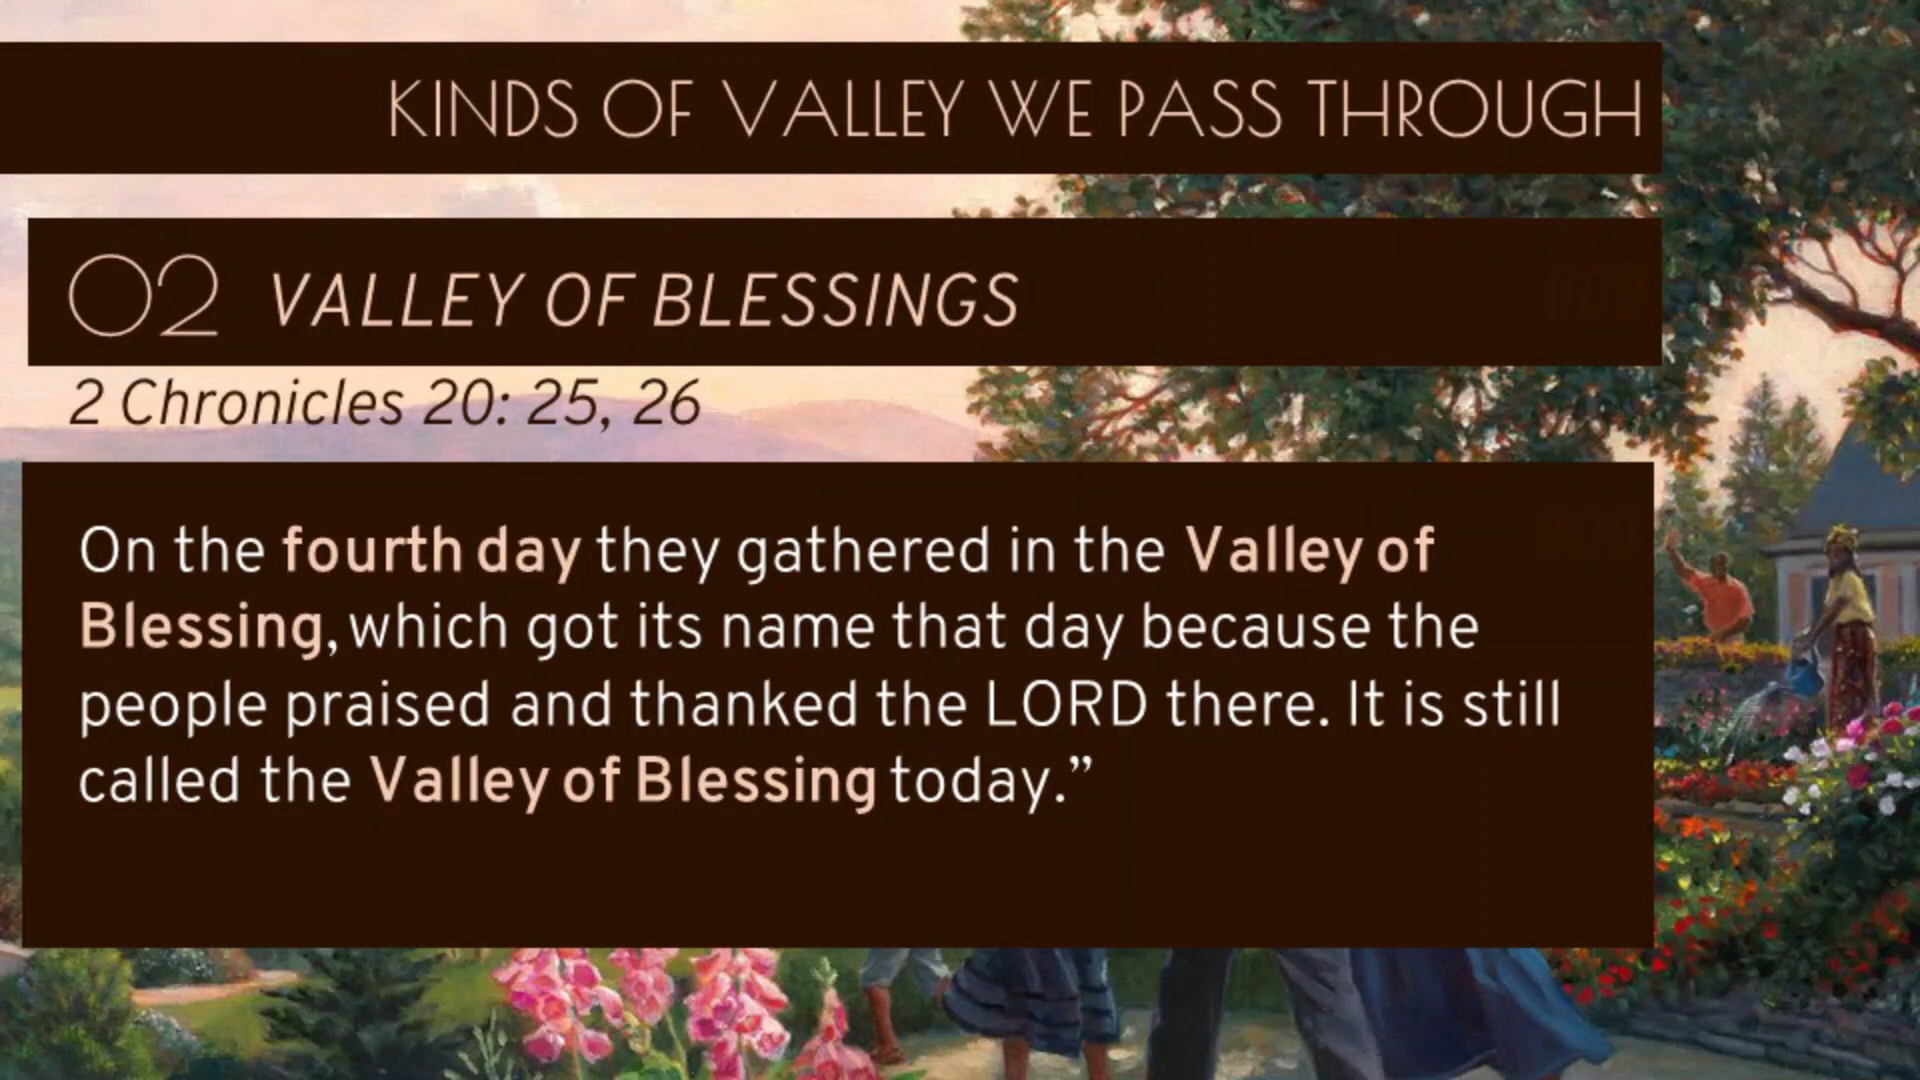 KINDS OF VALLEY WE PASS THROUGH
02 VALLEY OF BLESSINGS
2 Chronicles 20: 25, 26
On the fourth day they gathered in the Valley of
Blessing, which got its name that day because the
people praised and thanked the LORD there. It is still
called the Valley of Blessing today.”